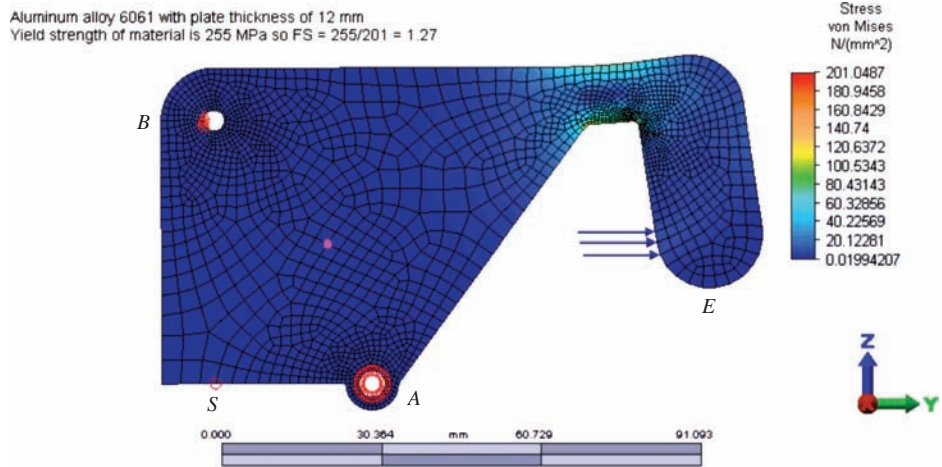 Aluminum alloy 6061 with plate thickness of 12 mm
Yield strength of material is 255 MPa so FS = 255/201 = 1.27
Stress
von Mises
N/(mm^2)
201.0487
180.9458
160.8429
140.74
120.6372
100.5343
80.43143
60.32856
40.22569
20.12281
0.01994207
B
E
S
A
Z
X
Y
0.000 30.364 mm 60.729 91.093